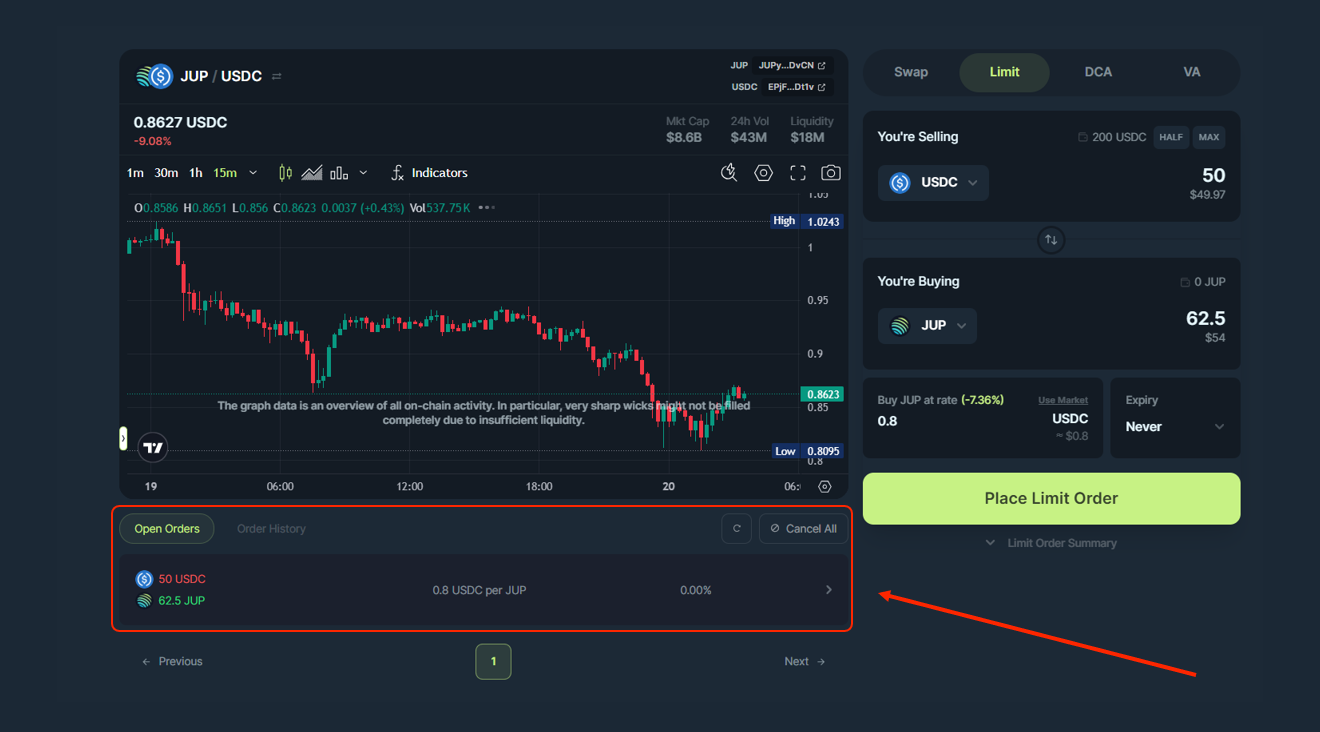 JUP / USDC
JUP JUPy...DvCN
USDC EPjF...Dt1v
0.8627 USDC
-9.08%
Mkt Cap 24h Vol Liquidity
$8.6B $43M $18M
1m 30m 1h 15m Indicators
O0.8586 H0.8651 L0.856 C0.8623 0.0037 (+0.43%) Vol537.75K
1.05
High 1.0243
1
0.95
0.9
0.8623
0.85
Low 0.8095
0.8
The graph data is an overview of all on-chain activity. In particular, very sharp wicks might not be filled
completely due to insufficient liquidity.
19 06:00 12:00 18:00 20 06:
Open Orders Order History Cancel All
50 USDC
62.5 JUP
0.8 USDC per JUP 0.00%
Previous 1 Next
Swap Limit DCA VA
You're Selling 200 USDC HALF MAX
USDC 50
$49.97
You're Buying 0 JUP
JUP 62.5
$54
Buy JUP at rate (-7.36%) Use Market
0.8 USDC
≈ $0.8
Expiry
Never
Place Limit Order
Limit Order Summary